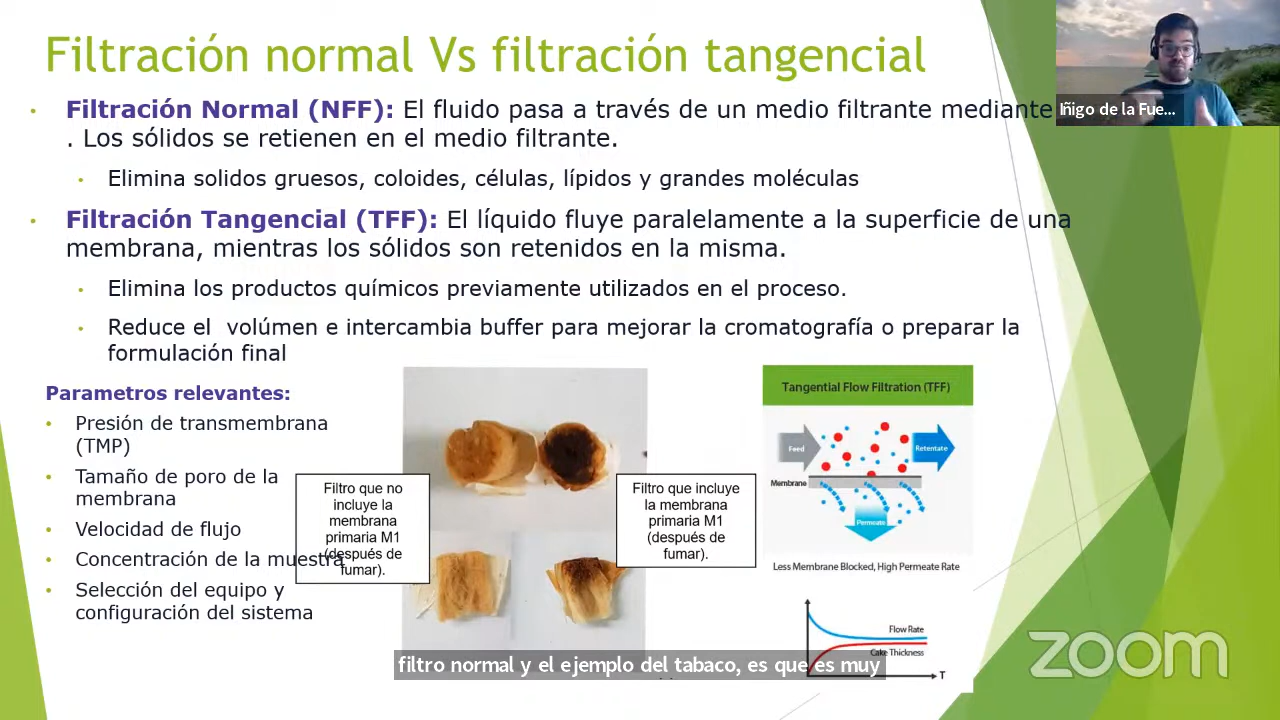 Filtración normal Vs filtración tangencial
Iñigo de la Fue...
• Filtración Normal (NFF): El fluido pasa a través de un medio filtrante mediante
. Los sólidos se retienen en el medio filtrante.
• Elimina solidos gruesos, coloides, células, lípidos y grandes moléculas
• Filtración Tangencial (TFF): El líquido fluye paralelamente a la superficie de una
membrana, mientras los sólidos son retenidos en la misma.
• Elimina los productos químicos previamente utilizados en el proceso.
• Reduce el volúmen e intercambia buffer para mejorar la cromatografía o preparar la
formulación final
Parametros relevantes:
• Presión de transmembrana
(TMP)
• Tamaño de poro de la
membrana
• Velocidad de flujo
• Concentración de la muestra
• Selección del equipo y
configuración del sistema
Filtro que no
incluye la
membrana
primaria M1
(después de
fumar).
Filtro que incluye
la membrana
primaria M1
(después de
fumar).
Tangential Flow Filtration (TFF)
Feed
Retentate
Membrane
Permeate
Less Membrane Blocked, High Permeate Rate
Flow Rate
Cake Thickness
T
filtro normal y el ejemplo del tabaco, es que es muy
zoom